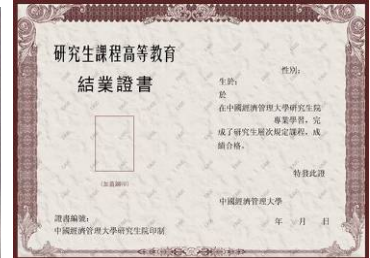 研究生課程高等教育
結業證書
(加蓋鋼印)
證書編號:
中國經濟管理大學研究生院印制
性別:
生於:
於
在中國經濟管理大學研究生院
專業學習,完
成了研究生層次規定課程,成
績合格。
特發此證
中國經濟管理大學
年 月 日